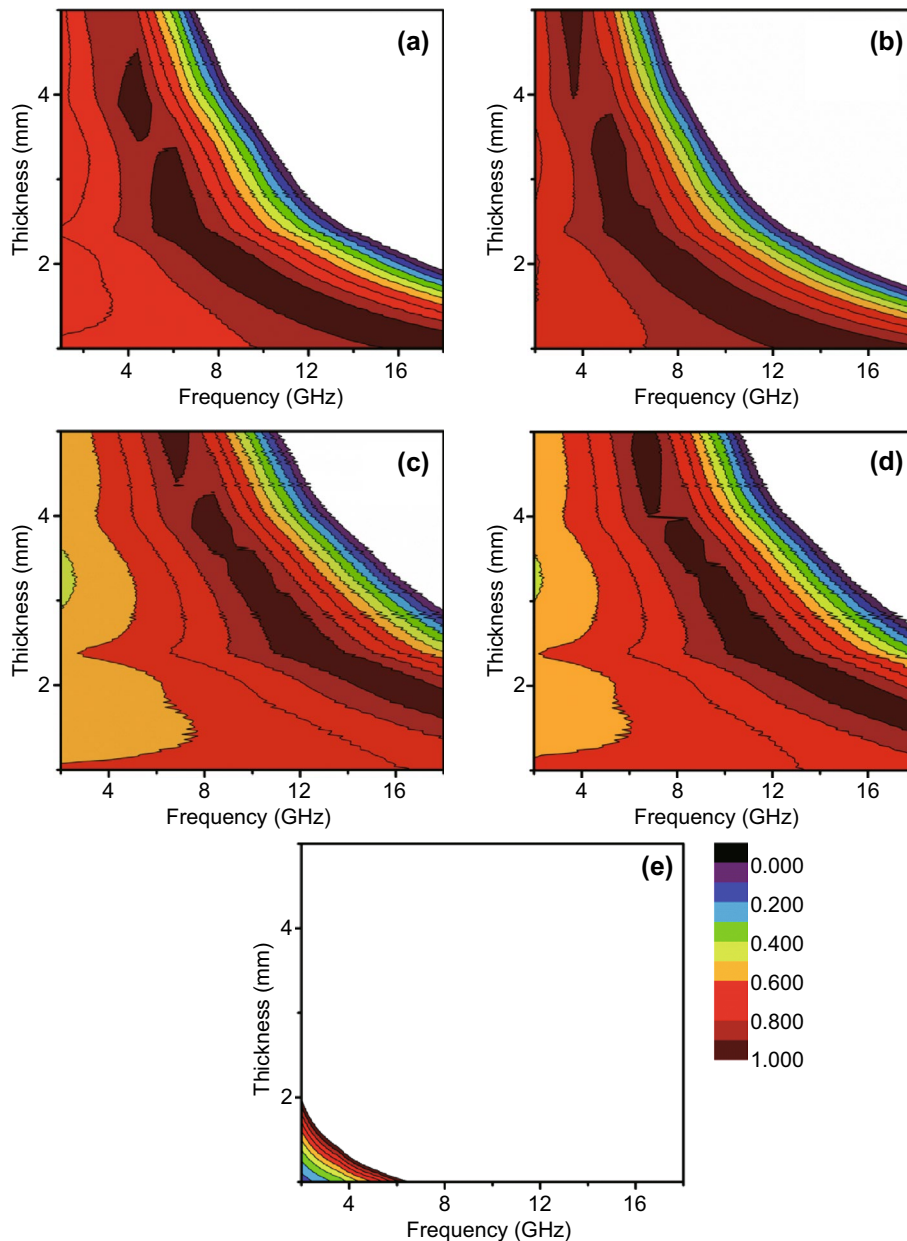 (a)
Thickness (mm)
2
4 8 12 16
Frequency (GHz)
(b)
Thickness (mm)
4
2
4 8 12 16
Frequency (GHz)
(c)
Thickness (mm)
4
2
4 8 12 16
Frequency (GHz)
(d)
Thickness (mm)
4
2
4 8 12 16
Frequency (GHz)
(e)
Thickness (mm)
4
2
4 8 12 16
Frequency (GHz)
0.000
0.200
0.400
0.600
0.800
1.000